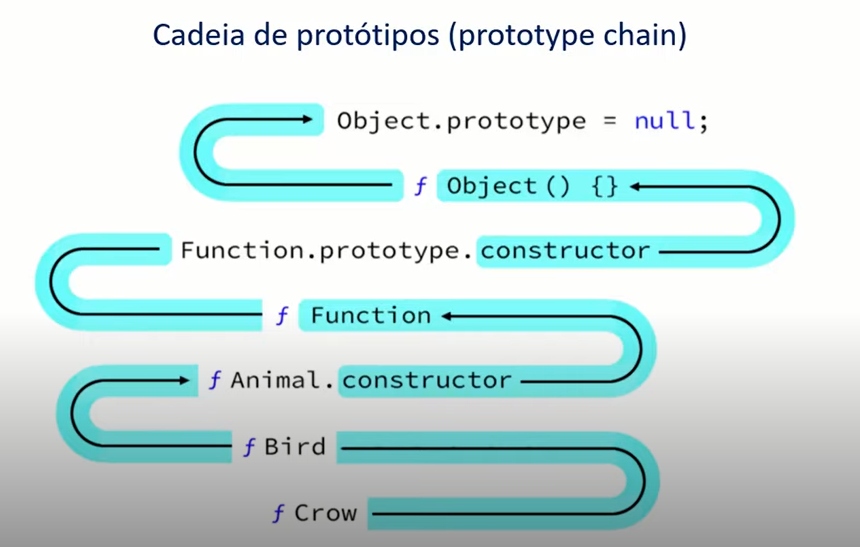 Cadeia de protótipos (prototype chain)
Object.prototype = null;
ƒ Object() {}
Function.prototype.constructor
ƒ Function
ƒ Animal.constructor
ƒ Bird
ƒ Crow